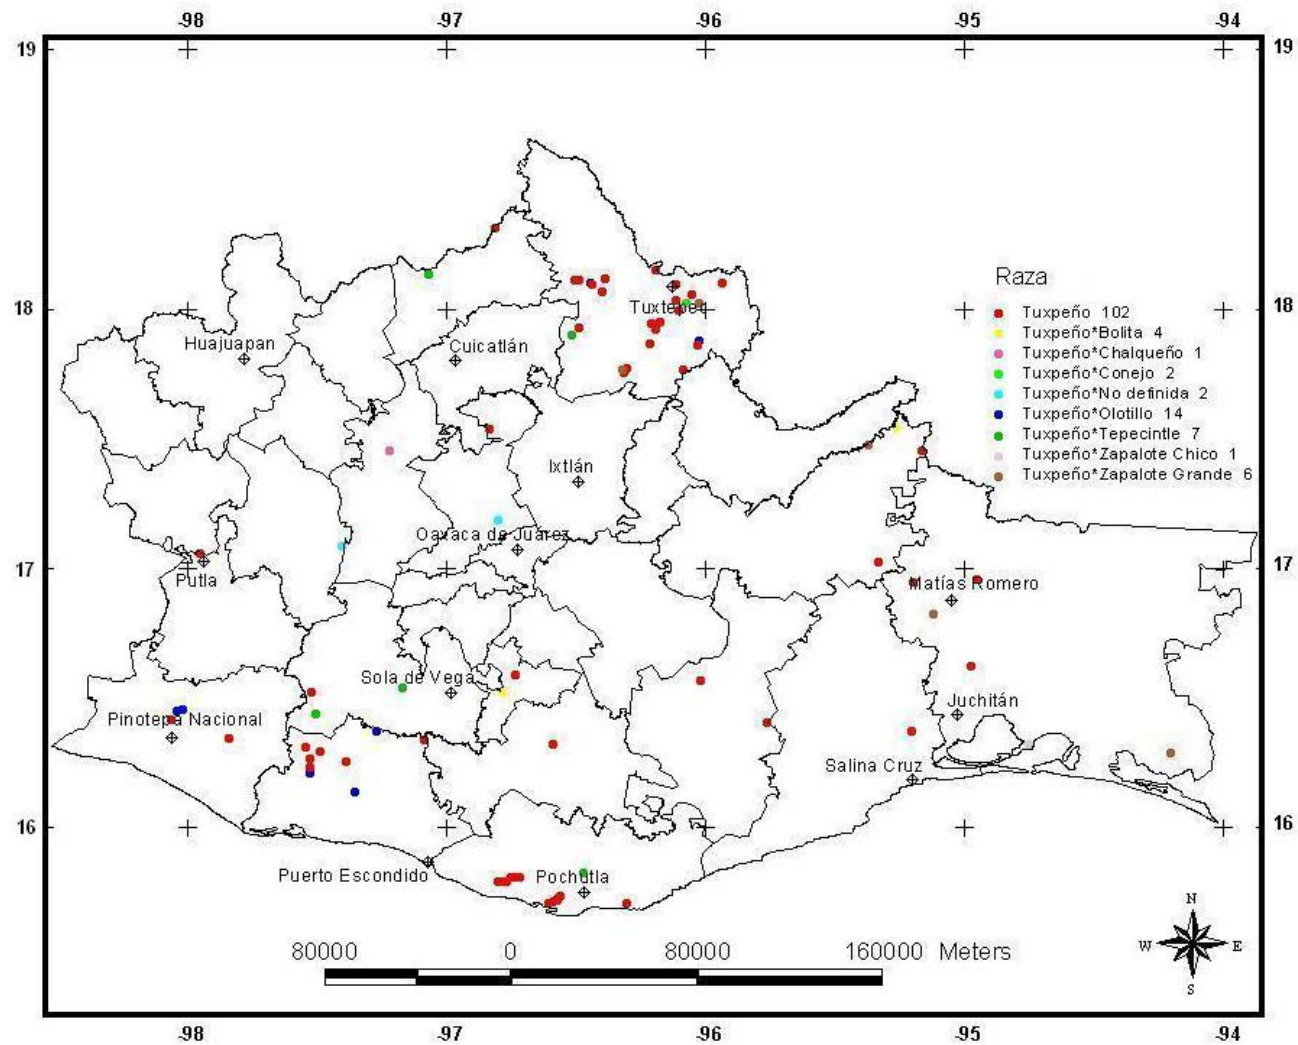 -98 -97 -96 -95 -94
19 19
Raza
18 Tuxtepec 18
Tuxpeño 102
Tuxpeño*Bolita 4
Huajuapan Cuicatlán
Tuxpeño*Chalqueño 1
Tuxpeño*Conejo 2
Tuxpeño*No definida 2
Tuxpeño*Olotillo 14
Tuxpeño*Tepecintle 7
Tuxpeño*Zapalote Chico 1
Ixtlán
Tuxpeño*Zapalote Grande 6
Oaxaca de Juárez
17 17
Putla Matías Romero
Sola de Vega
Juchitán
Pinotepa Nacional
Salina Cruz
16 16
Puerto Escondido Pochutla
N
W E
S
80000 0 80000 160000 Meters
-98 -97 -96 -95 -94